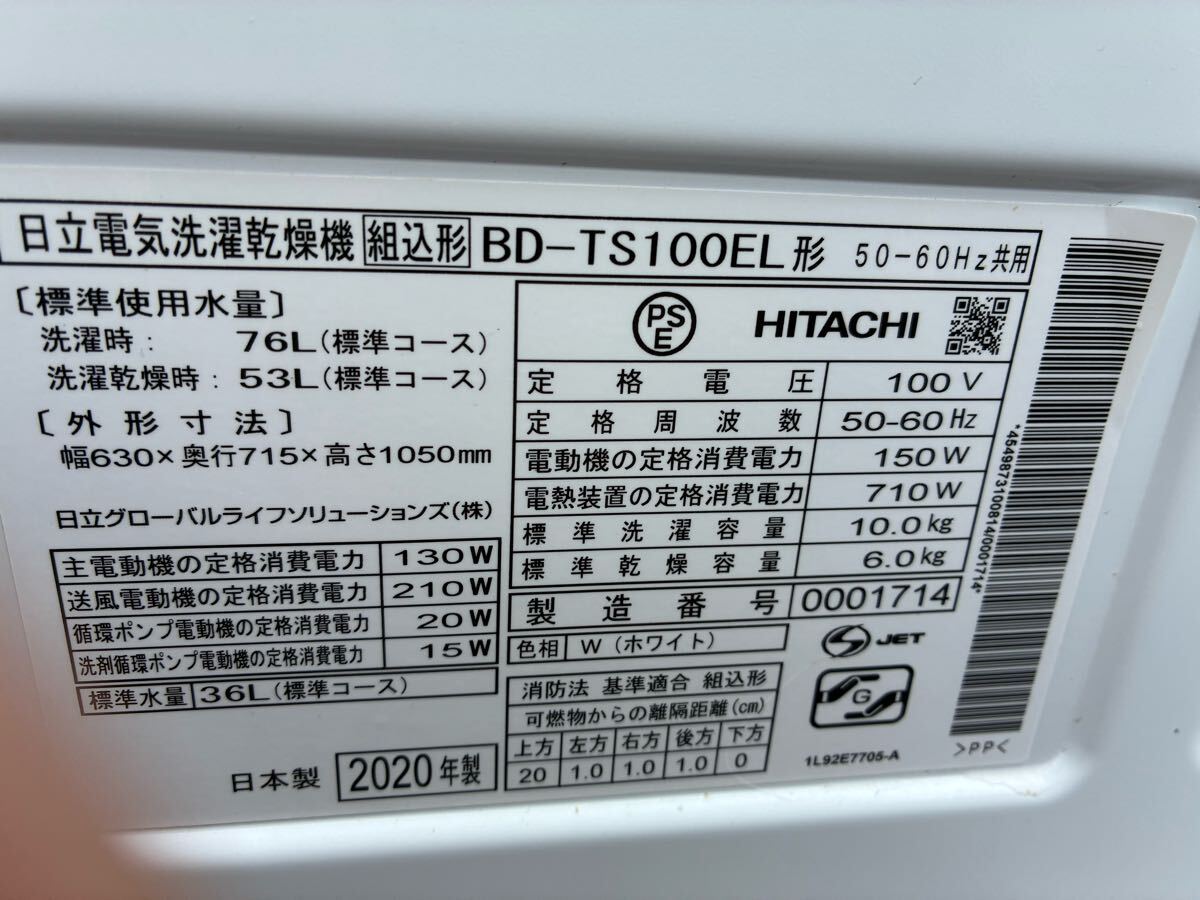 日立電気洗濯乾燥機 組込形 BD-TS100EL形 50-60Hz共用
〔標準使用水量〕
洗濯時: 76L(標準コース)
洗濯乾燥時: 53L(標準コース)
〔外形寸法〕
幅630×奥行715×高さ1050mm
日立グローバルライフソリューションズ(株)
主電動機の定格消費電力 130W
送風電動機の定格消費電力 210W
循環ポンプ電動機の定格消費電力 20W
洗剤循環ポンプ電動機の定格消費電力 15W
標準水量 36L(標準コース)
日本製 2020年製
PS
E
HITACHI
定格電圧 100V
定格周波数 50-60Hz
電動機の定格消費電力 150W
電熱装置の定格消費電力 710W
標準洗濯容量 10.0kg
標準乾燥容量 6.0kg
製造番号 0001714
色相 W(ホワイト)
S JET
消防法 基準適合 組込形
可燃物からの離隔距離(cm)
上方 左方 右方 後方 下方
20 1.0 1.0 1.0 0
G
1L92E7705-A
*4549873100814/0001714*
>PP<